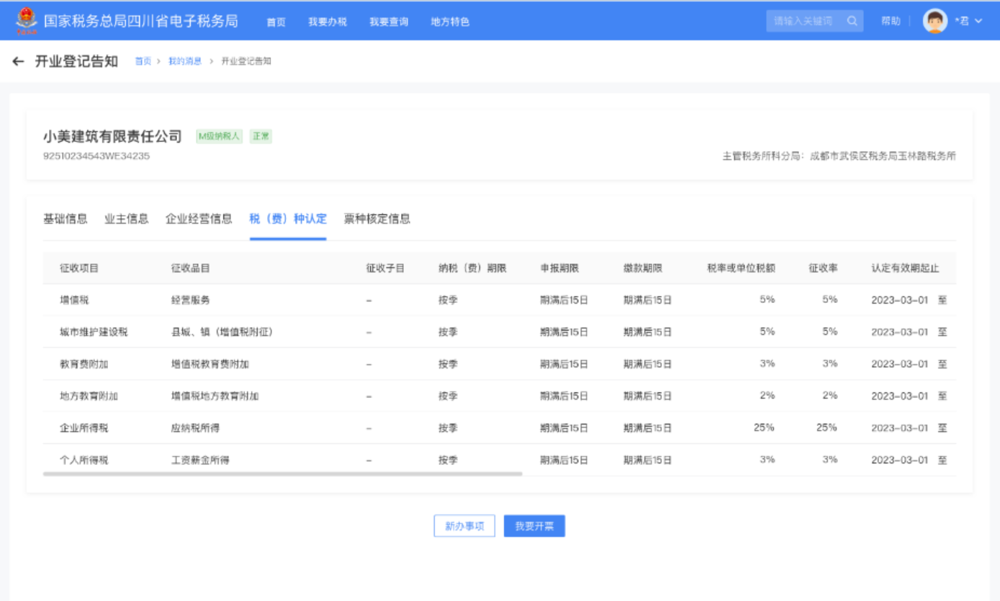 国家税务总局四川省电子税务局 首页 我要办税 我要查询 地方特色 请输入关键词 帮助 *君
开业登记告知 首页 > 我的消息 > 开业登记告知
小美建筑有限责任公司 M级纳税人 正常
92510234543WE34235 主管税务所科分局：成都市武侯区税务局玉林路税务所
基础信息 业主信息 企业经营信息 税（费）种认定 票种核定信息
征收项目 征收品目 征收子目 纳税（费）期限 申报期限 缴款期限 税率或单位税额 征收率 认定有效期起止
增值税 经营服务 – 按季 期满后15日 期满后15日 5% 5% 2023-03-01 至
城市维护建设税 县城、镇（增值税附征） – 按季 期满后15日 期满后15日 5% 5% 2023-03-01 至
教育费附加 增值税教育费附加 – 按季 期满后15日 期满后15日 3% 3% 2023-03-01 至
地方教育附加 增值税地方教育附加 – 按季 期满后15日 期满后15日 2% 2% 2023-03-01 至
企业所得税 应纳税所得 – 按季 期满后15日 期满后15日 25% 25% 2023-03-01 至
个人所得税 工资薪金所得 – 按季 期满后15日 期满后15日 3% 3% 2023-03-01 至
新办事项 我要开票